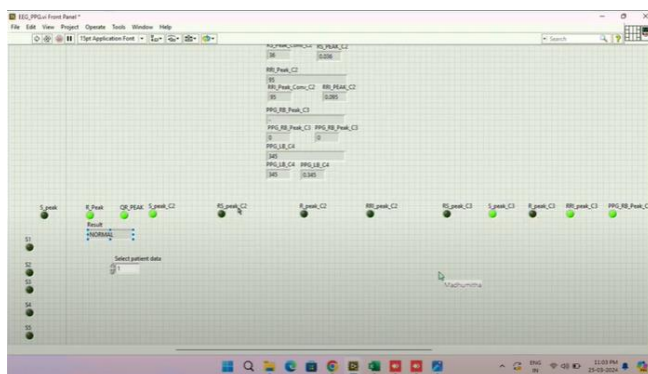 EEG_PPG.vi Front Panel *
File Edit View Project Operate Tools Window Help
15pt Application Font
Search
RS_Peak_Conv_C2 RS_PEAK_C2
36 0.036
RRI_Peak_C2
95
RRI_Peak_Conv_C2 RRI_PEAK_C2
95 0.095
PPG_RB_Peak_C3
PPG_RB_Peak_C3 PPG_RB_Peak_C3
0 0
PPG_LB_C4
345
PPG_LB_C4 PPG_LB_C4
345 0.345
S_peak R_Peak QR_PEAK S_peak_C2 RS_peak_C2 R_peak_C2 RRI_peak_C2 RS_peak_C3 S_peak_C3 R_peak_C3 RRI_peak_C3 PPG_RB_Peak_C
Result
NORMAL
S1
Select patient data
1
S2
S3
Madhumitha
S4
S5
ENG
IN
11:03 PM
23-03-2024